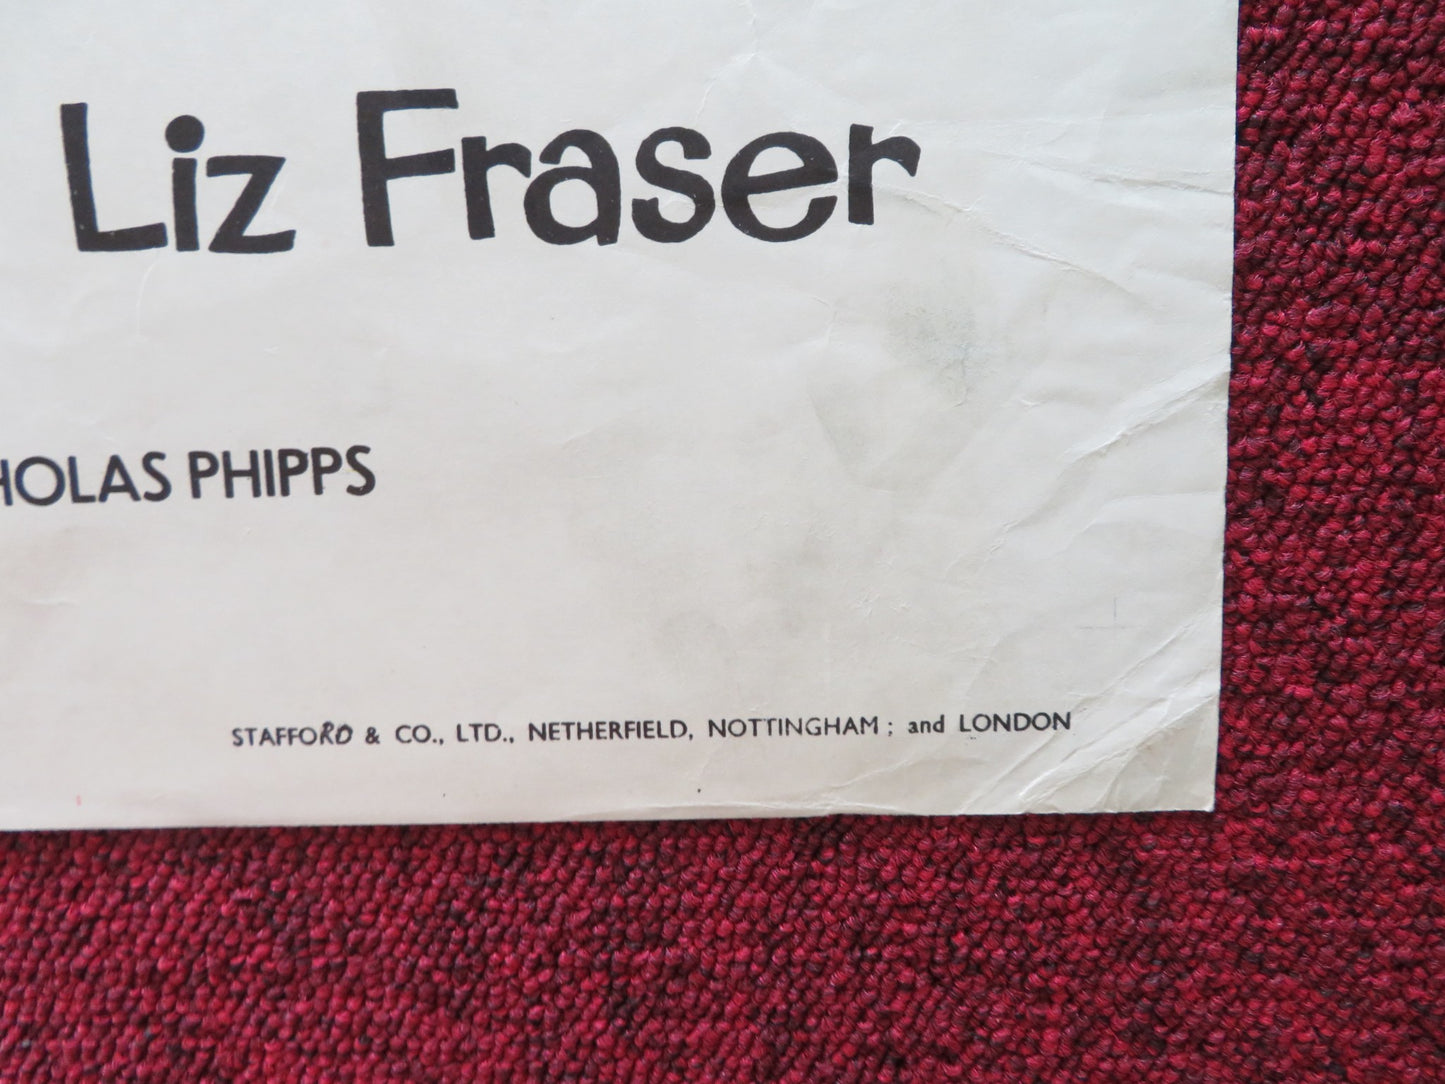 Liz Fraser
HOLAS PHIPPS
STAFFORD & CO., LTD., NETHERFIELD, NOTTINGHAM ; and LONDON